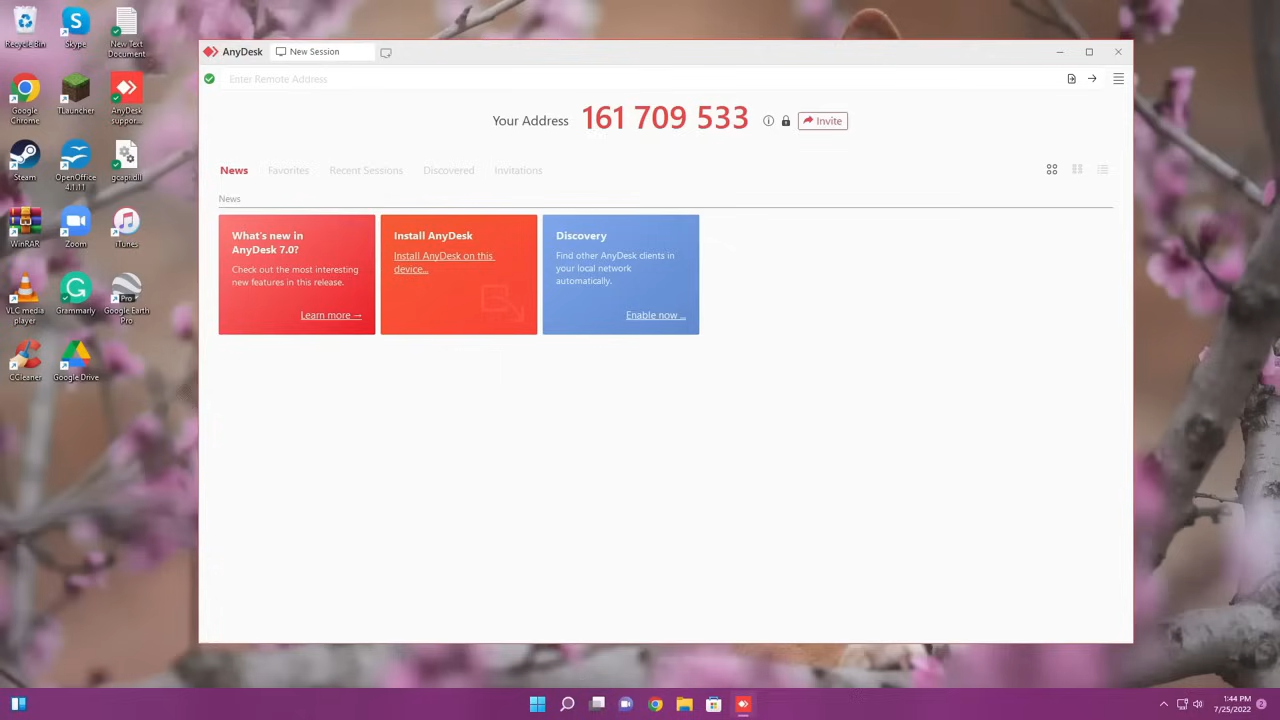 Recycle Bin
Skype
New Text
Document
Google
Chrome
TLauncher
AnyDesk
suppor...
Steam
OpenOffice
4.1.11
gcapi.dll
WinRAR
Zoom
iTunes
VLC media
player
Grammarly
Google Earth
Pro
CCleaner
Google Drive
AnyDesk
New Session
Enter Remote Address
Your Address
161 709 533
Invite
News
Favorites
Recent Sessions
Discovered
Invitations
News
What's new in
AnyDesk 7.0?
Check out the most interesting
new features in this release.
Learn more →
Install AnyDesk
Install AnyDesk on this
device...
Discovery
Find other AnyDesk clients in
your local network
automatically.
Enable now ...
1:44 PM
7/25/2022
2